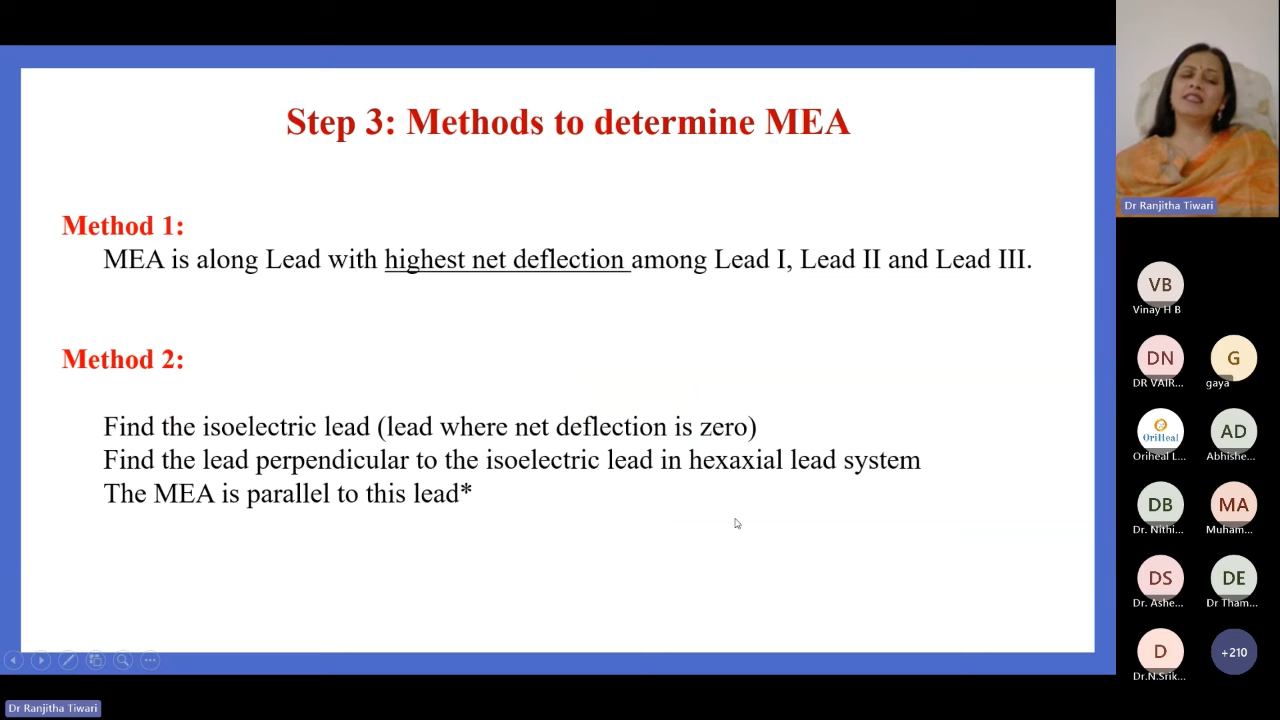 Step 3: Methods to determine MEA
Method 1:
MEA is along Lead with highest net deflection among Lead I, Lead II and Lead III.
Method 2:
Find the isoelectric lead (lead where net deflection is zero)
Find the lead perpendicular to the isoelectric lead in hexaxial lead system
The MEA is parallel to this lead*
Dr Ranjitha Tiwari
VB
Vinay H B
DN
DR VAIR...
G
gaya
OriHeal
Oriheal L...
AD
Abhishe...
DB
Dr. Nithi...
MA
Muham...
DS
Dr. Ashe...
DE
Dr Tham...
D
Dr.N.Srik...
+210
Dr Ranjitha Tiwari